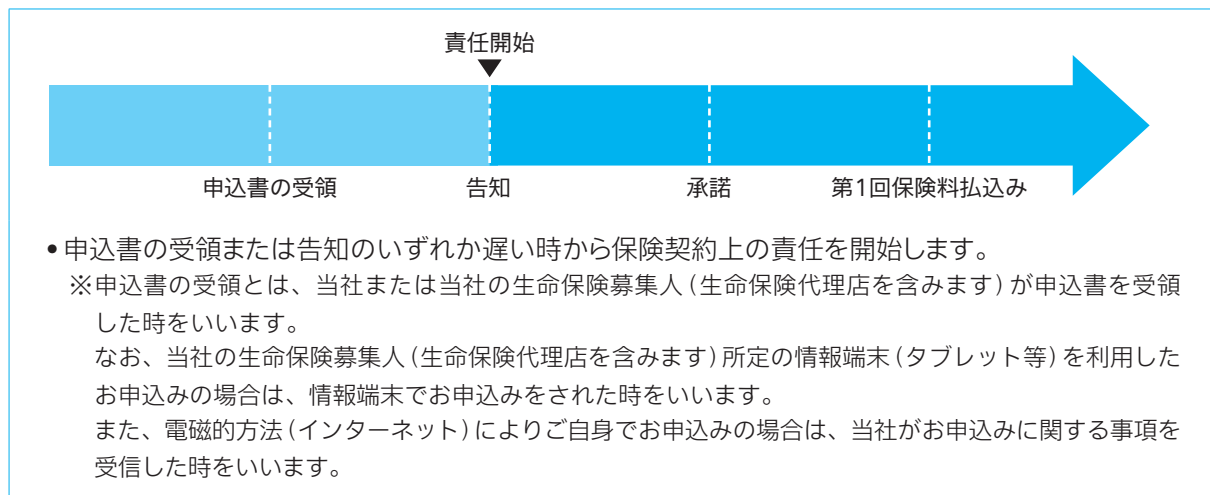 責任開始
申込書の受領 告知 承諾 第1回保険料払込み
•申込書の受領または告知のいずれか遅い時から保険契約上の責任を開始します。
※申込書の受領とは、当社または当社の生命保険募集人(生命保険代理店を含みます)が申込書を受領
した時をいいます。
なお、当社の生命保険募集人(生命保険代理店を含みます)所定の情報端末(タブレット等)を利用した
お申込みの場合は、情報端末でお申込みをされた時をいいます。
また、電磁的方法(インターネット)によりご自身でお申込みの場合は、当社がお申込みに関する事項を
受信した時をいいます。